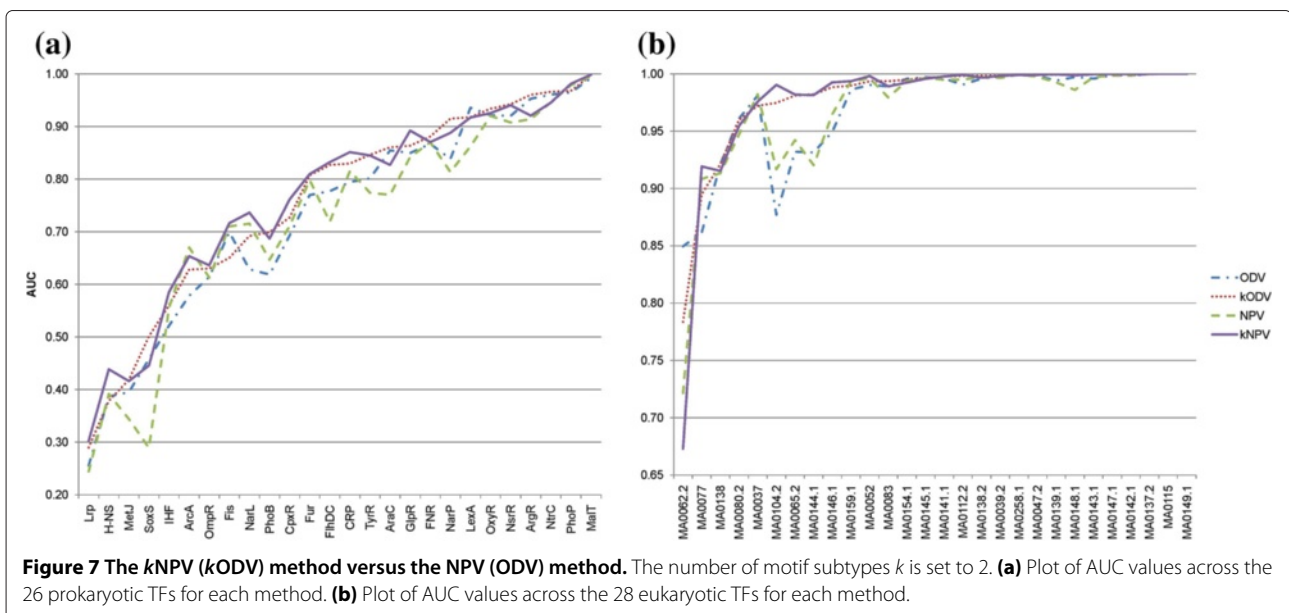 (a)
1.00
0.90
0.80
0.70
0.60
0.50
0.40
0.30
0.20
AUC
Lrp
H-NS
MetJ
SoxS
IHF
ArcA
OmpR
Fis
NarL
PhoB
CpxR
Fur
FlhDC
CRP
TyrR
AraC
GlpR
FNR
NarP
LexA
OxyR
NsrR
ArgR
NtrC
PhoP
MalT
(b)
1.00
0.95
0.90
0.85
0.80
0.75
0.70
0.65
MA0062.2
MA0077
MA0138
MA0080.2
MA0037
MA0104.2
MA0065.2
MA0144.1
MA0146.1
MA0159.1
MA0052
MA0083
MA0154.1
MA0145.1
MA0141.1
MA0112.2
MA0138.2
MA0039.2
MA0258.1
MA0047.2
MA0139.1
MA0148.1
MA0143.1
MA0147.1
MA0142.1
MA0137.2
MA0115
MA0149.1
ODV
kODV
NPV
kNPV
Figure 7 The kNPV (kODV) method versus the NPV (ODV) method. The number of motif subtypes k is set to 2. (a) Plot of AUC values across the
26 prokaryotic TFs for each method. (b) Plot of AUC values across the 28 eukaryotic TFs for each method.